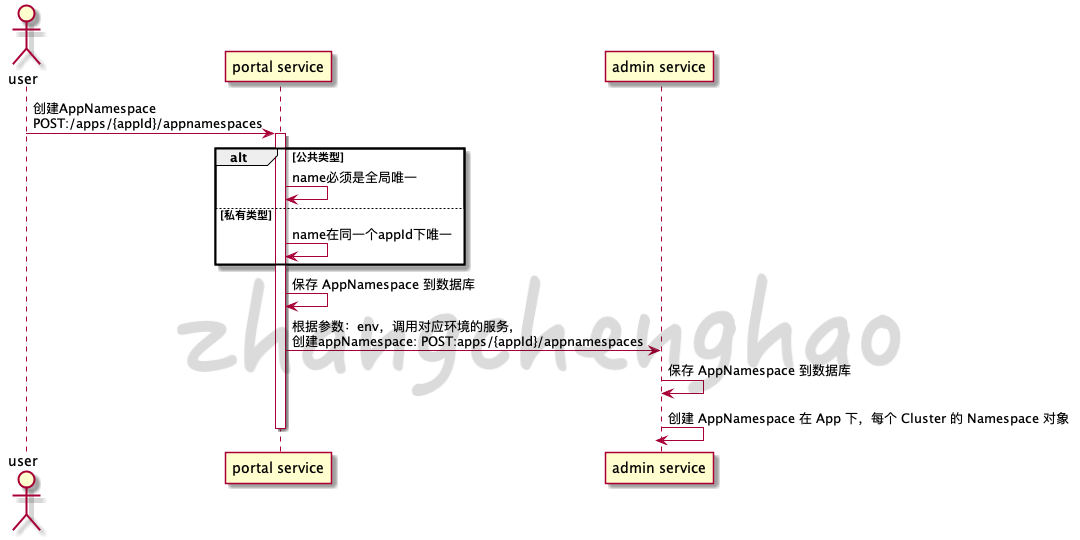 user
portal service
admin service
创建AppNamespace
POST:/apps/{appId}/appnamespaces
alt
[公共类型]
name必须是全局唯一
[私有类型]
name在同一个appId下唯一
保存 AppNamespace 到数据库
根据参数：env，调用对应环境的服务，
创建appNamespace: POST:apps/{appId}/appnamespaces
zhangchenghao
保存 AppNamespace 到数据库
创建 AppNamespace 在 App 下，每个 Cluster 的 Namespace 对象
user
portal service
admin service